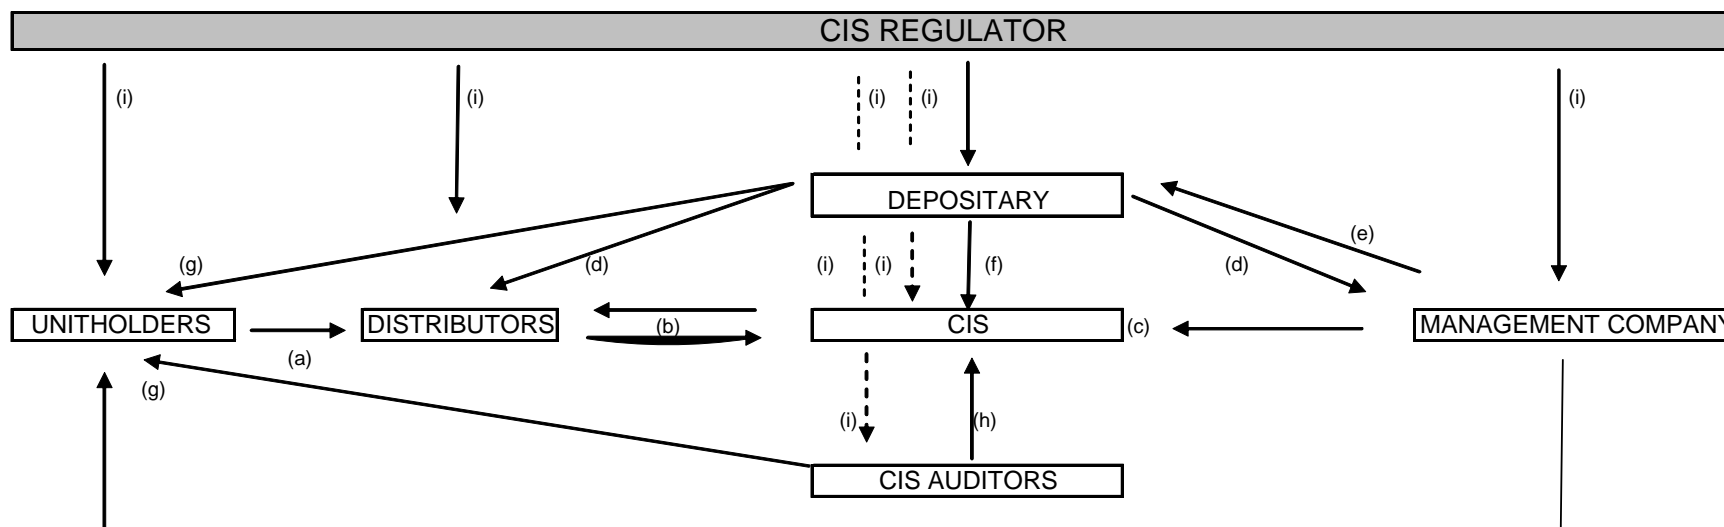 CIS REGULATOR
(i) (i) (i) (i) (i)
DEPOSITARY
(e)
(g) (d) (i) (i) (f) (d)
UNITHOLDERS DISTRIBUTORS (b) CIS (c) MANAGEMENT COMPANY
(a)
(g)
(i) (h)
CIS AUDITORS